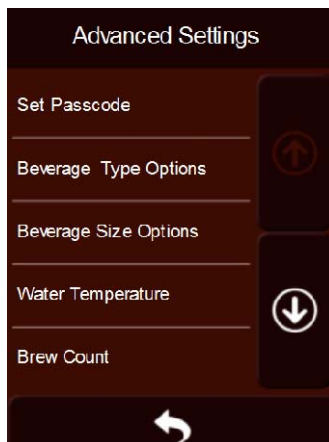 Advanced Settings
Set Passcode
Beverage Type Options
Beverage Size Options
Water Temperature
Brew Count